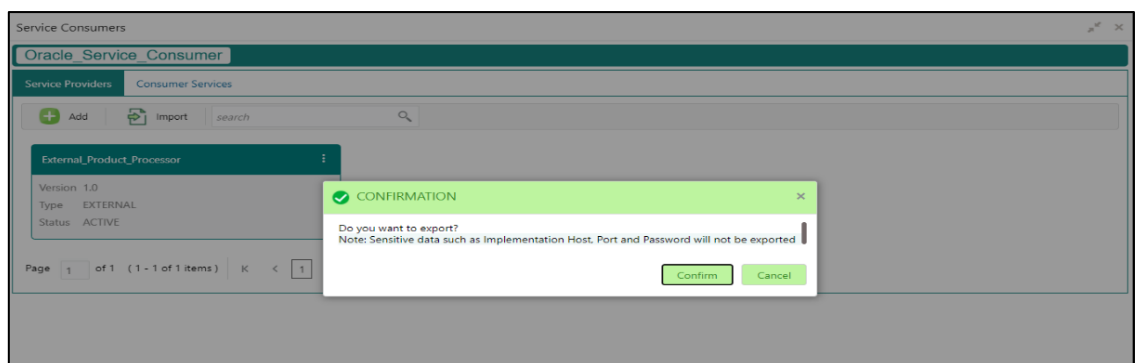 Service Consumers
Oracle_Service_Consumer
Service Providers Consumer Services
Add Import search
External_Product_Processor
Version 1.0
Type EXTERNAL
Status ACTIVE
CONFIRMATION
Do you want to export?
Note: Sensitive data such as Implementation Host, Port and Password will not be exported
Confirm Cancel
Page 1 of 1 (1 - 1 of 1 items) K < 1